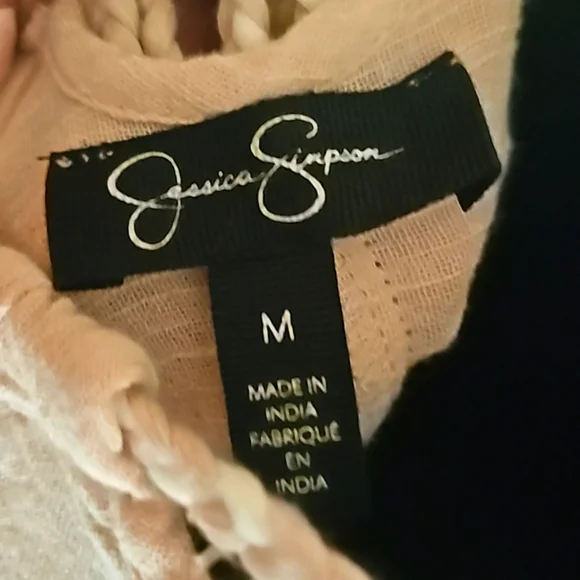 Jessica Simpson
M
MADE IN
INDIA
FABRIQUÉ
EN
INDIA